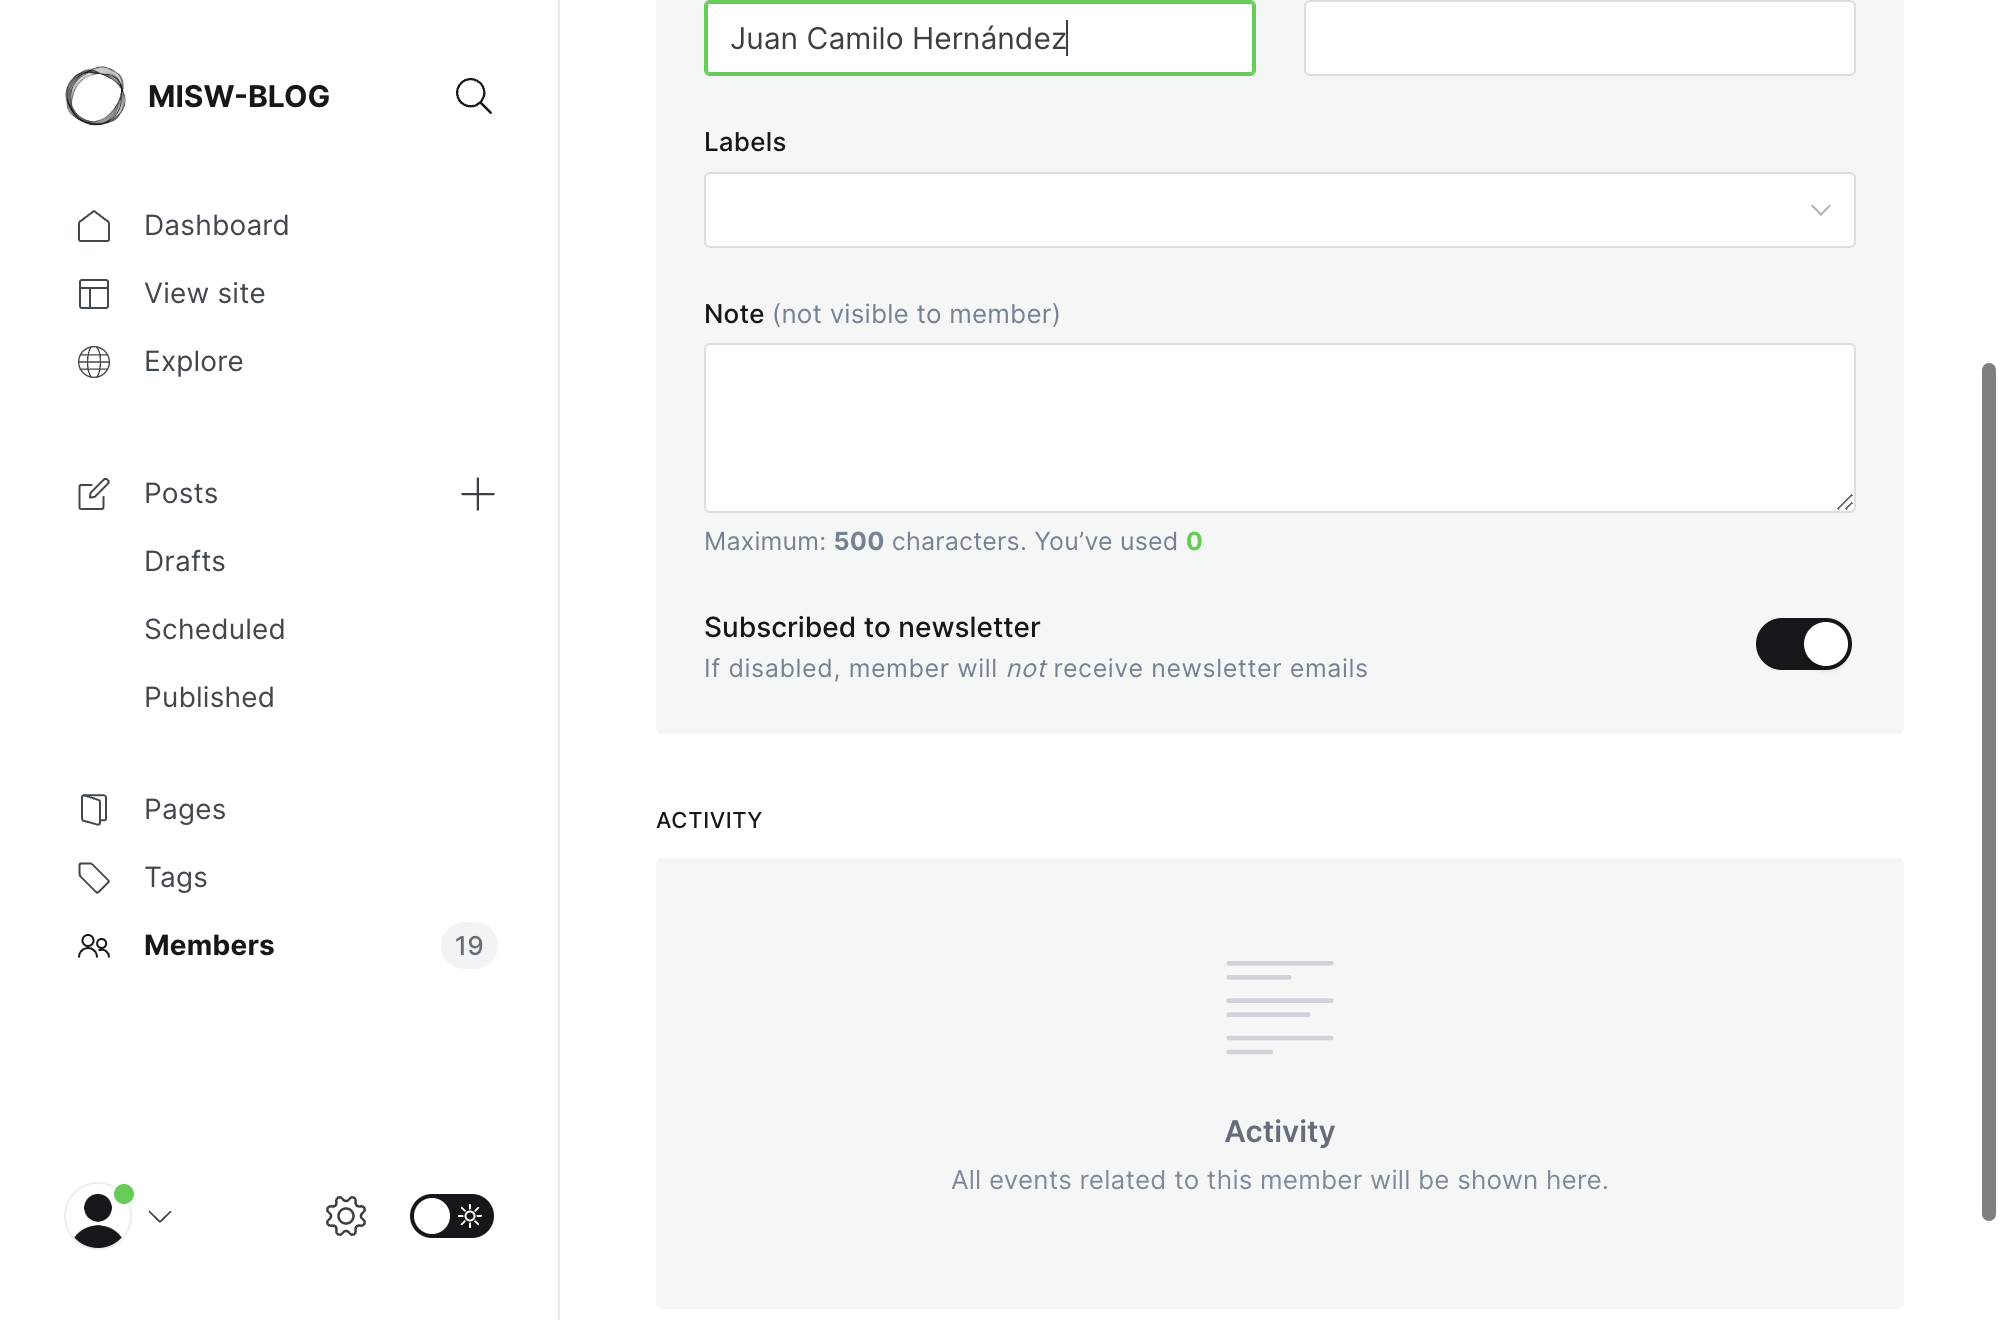 MISW-BLOG
Dashboard
View site
Explore
Posts
Drafts
Scheduled
Published
Pages
Tags
Members
19
Juan Camilo Hernández
Labels
Note (not visible to member)
Maximum: 500 characters. You’ve used 0
Subscribed to newsletter
If disabled, member will not receive newsletter emails
ACTIVITY
Activity
All events related to this member will be shown here.